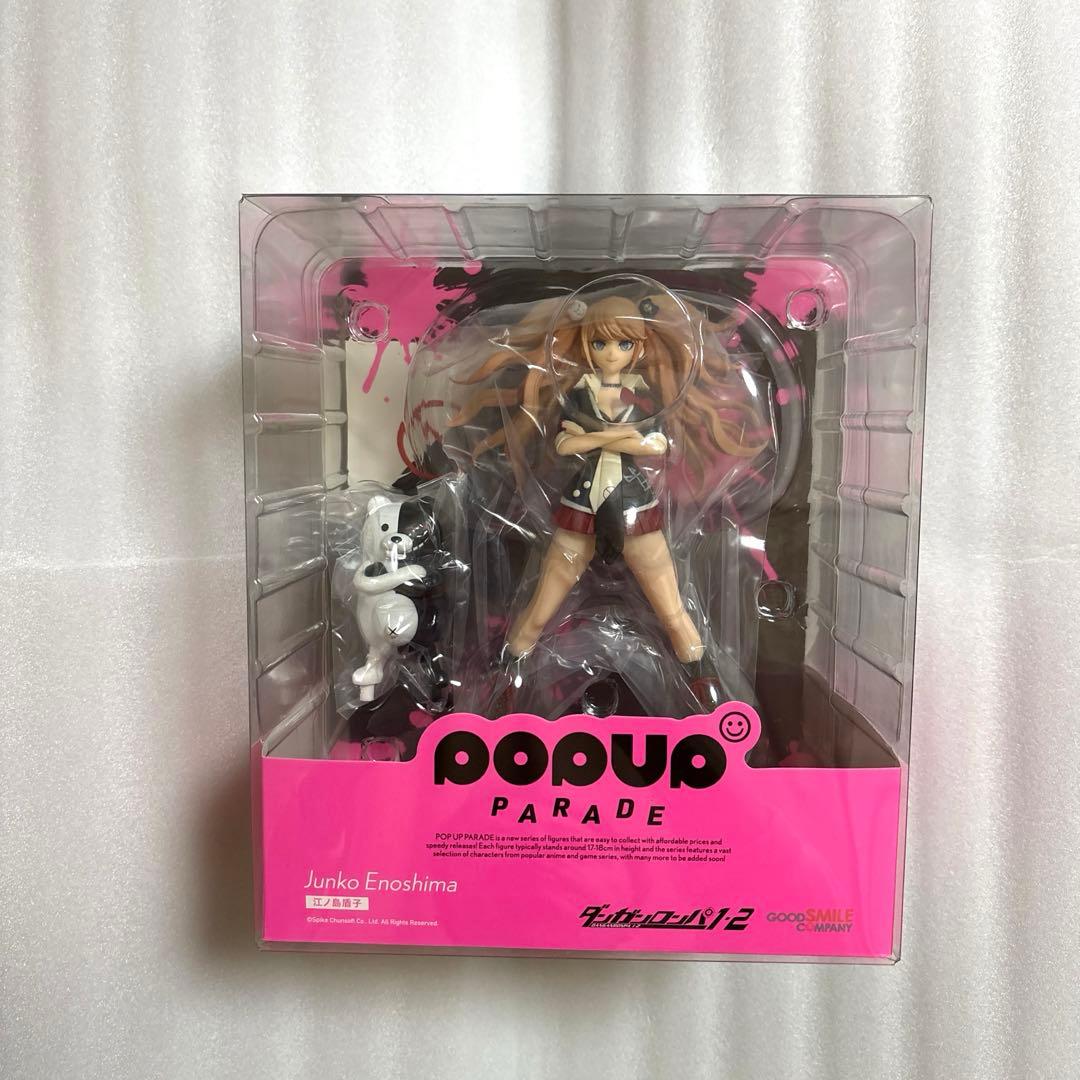 POPUP
PARADE
POP UP PARADE is a new series of figures that are easy to collect with affordable prices and
speedy releases! Each figure typically stands around 17-18cm in height and the series features a vast
selection of characters from popular anime and game series, with many more to be added soon!
Junko Enoshima
江ノ島盾子
©Spike Chunsoft Co., Ltd. All Rights Reserved.
ダンガンロンパ1・2
DANGANRONPA 1・2
GOOD SMILE
COMPANY